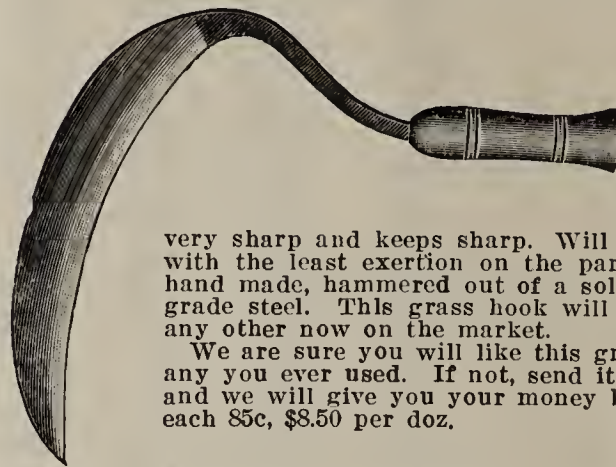 very sharp and keeps sharp. Will
with the least exertion on the par
hand made, hammered out of a sol
grade steel. This grass hook will
any other now on the market.
We are sure you will like this gr
any you ever used. If not, send it
and we will give you your money b
each 85c, $8.50 per doz.